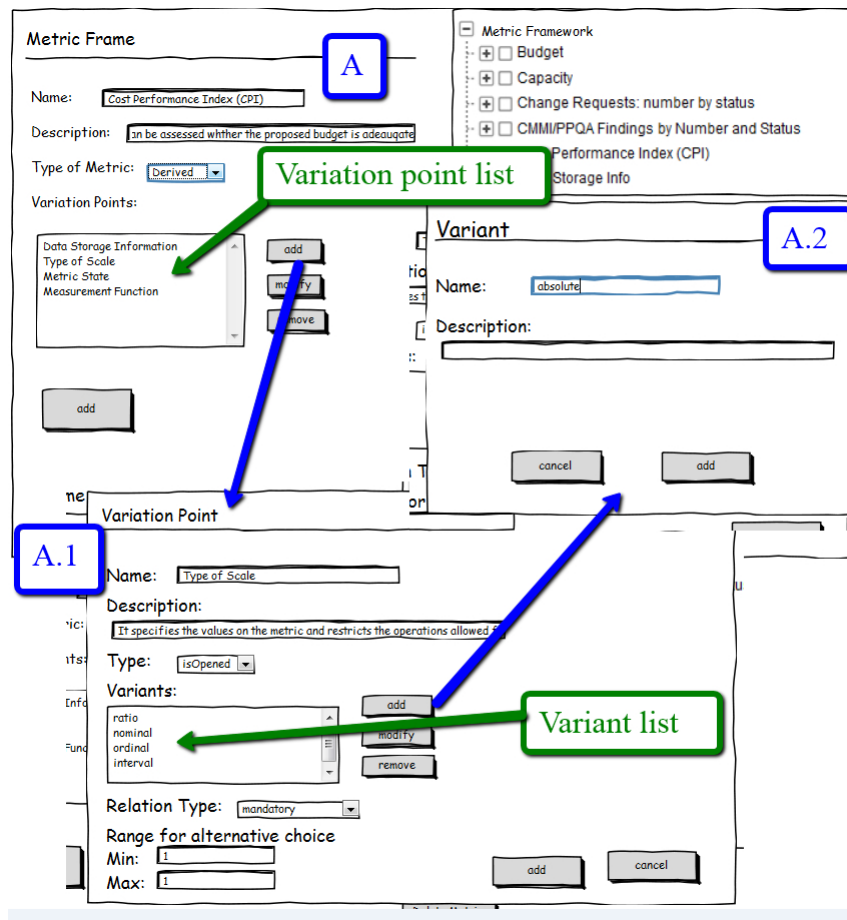 Metric Frame
A
Name: Cost Performance Index (CPI)
Description: an be assessed whther the proposed budget is adeauqate
Type of Metric: Derived
Variation point list
Variation Points:
Data Storage Information
Type of Scale
Metric State
Measurement Function
add
modify
remove
add
Metric Framework
Budget
Capacity
Change Requests: number by status
CMMI/PPQA Findings by Number and Status
Performance Index (CPI)
Storage Info
Variant
A.2
Name: absolute
Description:
cancel
add
A.1
Variation Point
Name: Type of Scale
Description:
It specifies the values on the metric and restricts the operations allowed f
Type: isOpened
Variants:
ratio
nominal
ordinal
interval
add
modify
remove
Variant list
Relation Type: mandatory
Range for alternative choice
Min: 1
Max: 1
add
cancel